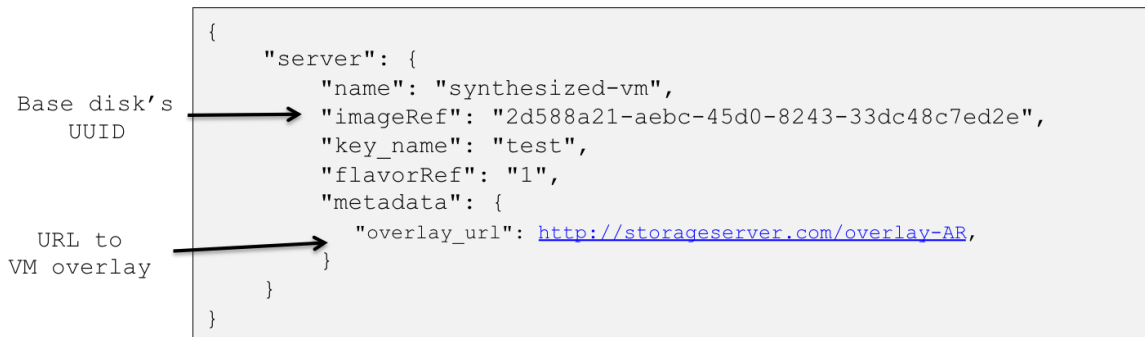 {
"server": {
"name": "synthesized-vm",
Base disk's
UUID
"imageRef": "2d588a21-aebc-45d0-8243-33dc48c7ed2e",
"key_name": "test",
"flavorRef": "1",
"metadata": {
URL to
VM overlay
"overlay_url": http://storageserver.com/overlay-AR,
}
}
}